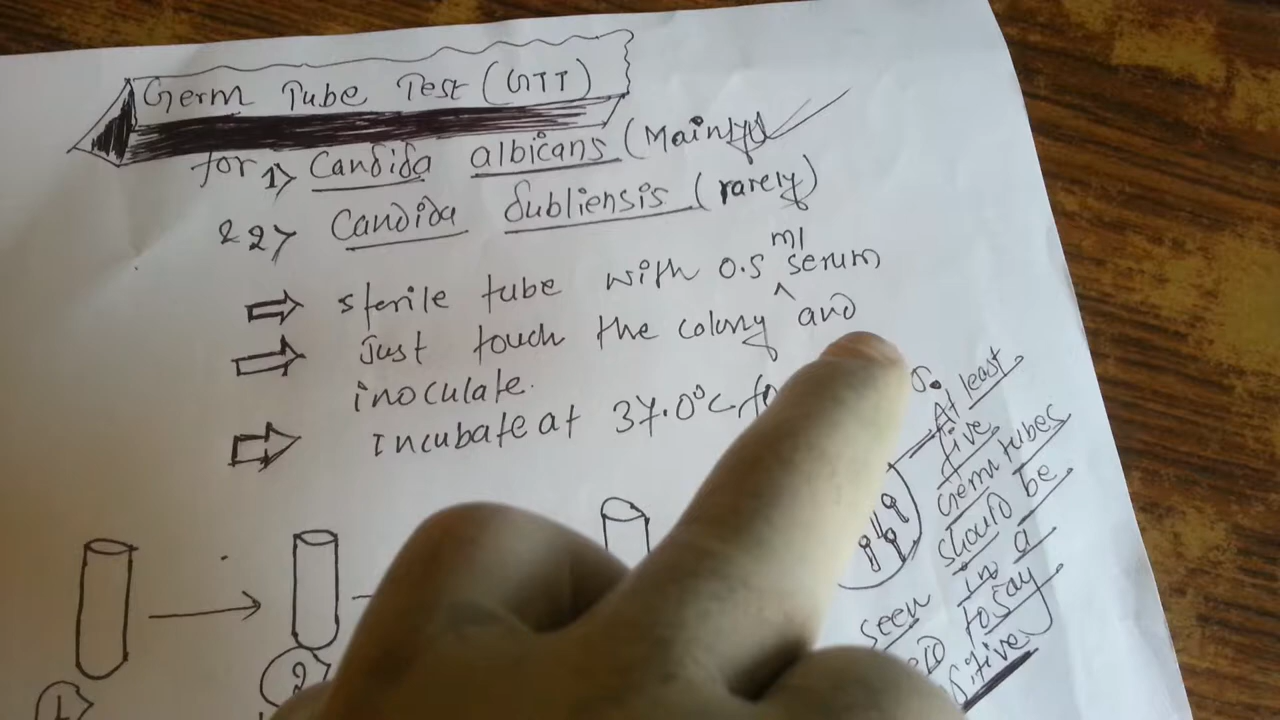 Germ Tube Test (GTT)
for 1) Candida albicans (Mainly)
& 2) Candida dubliensis (rarely)
⇨ sterile tube with 0.5 ml serum
⇨ Just touch the colony and
inoculate.
⇨ Incubate at 37.0°c
At least
five
Germ tubes
should be
seen in a
to say
1
2